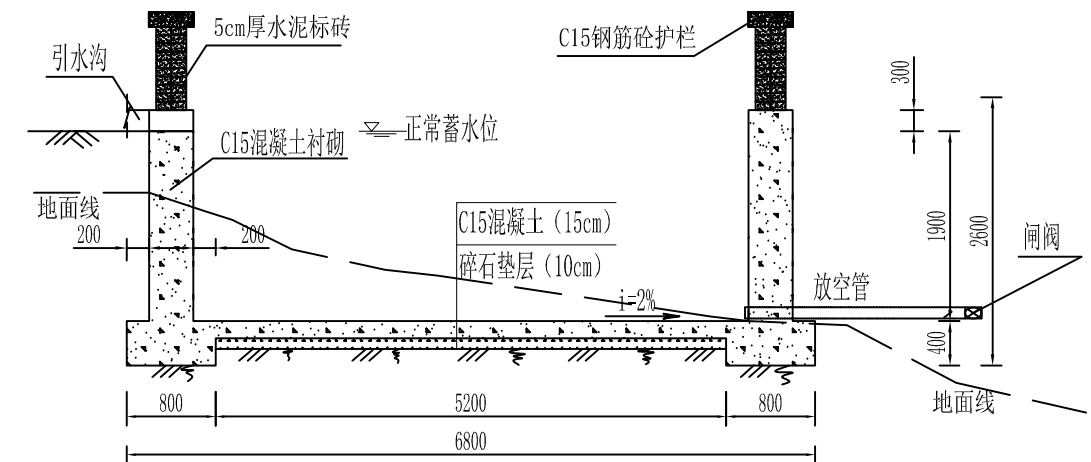 5cm厚水泥标砖
C15钢筋砼护栏
引水沟
300
正常蓄水位
C15混凝土衬砌
地面线
200
200
C15混凝土（15cm）
碎石垫层（10cm）
1900
2600
闸阀
放空管
i=2%
400
地面线
800
5200
800
6800